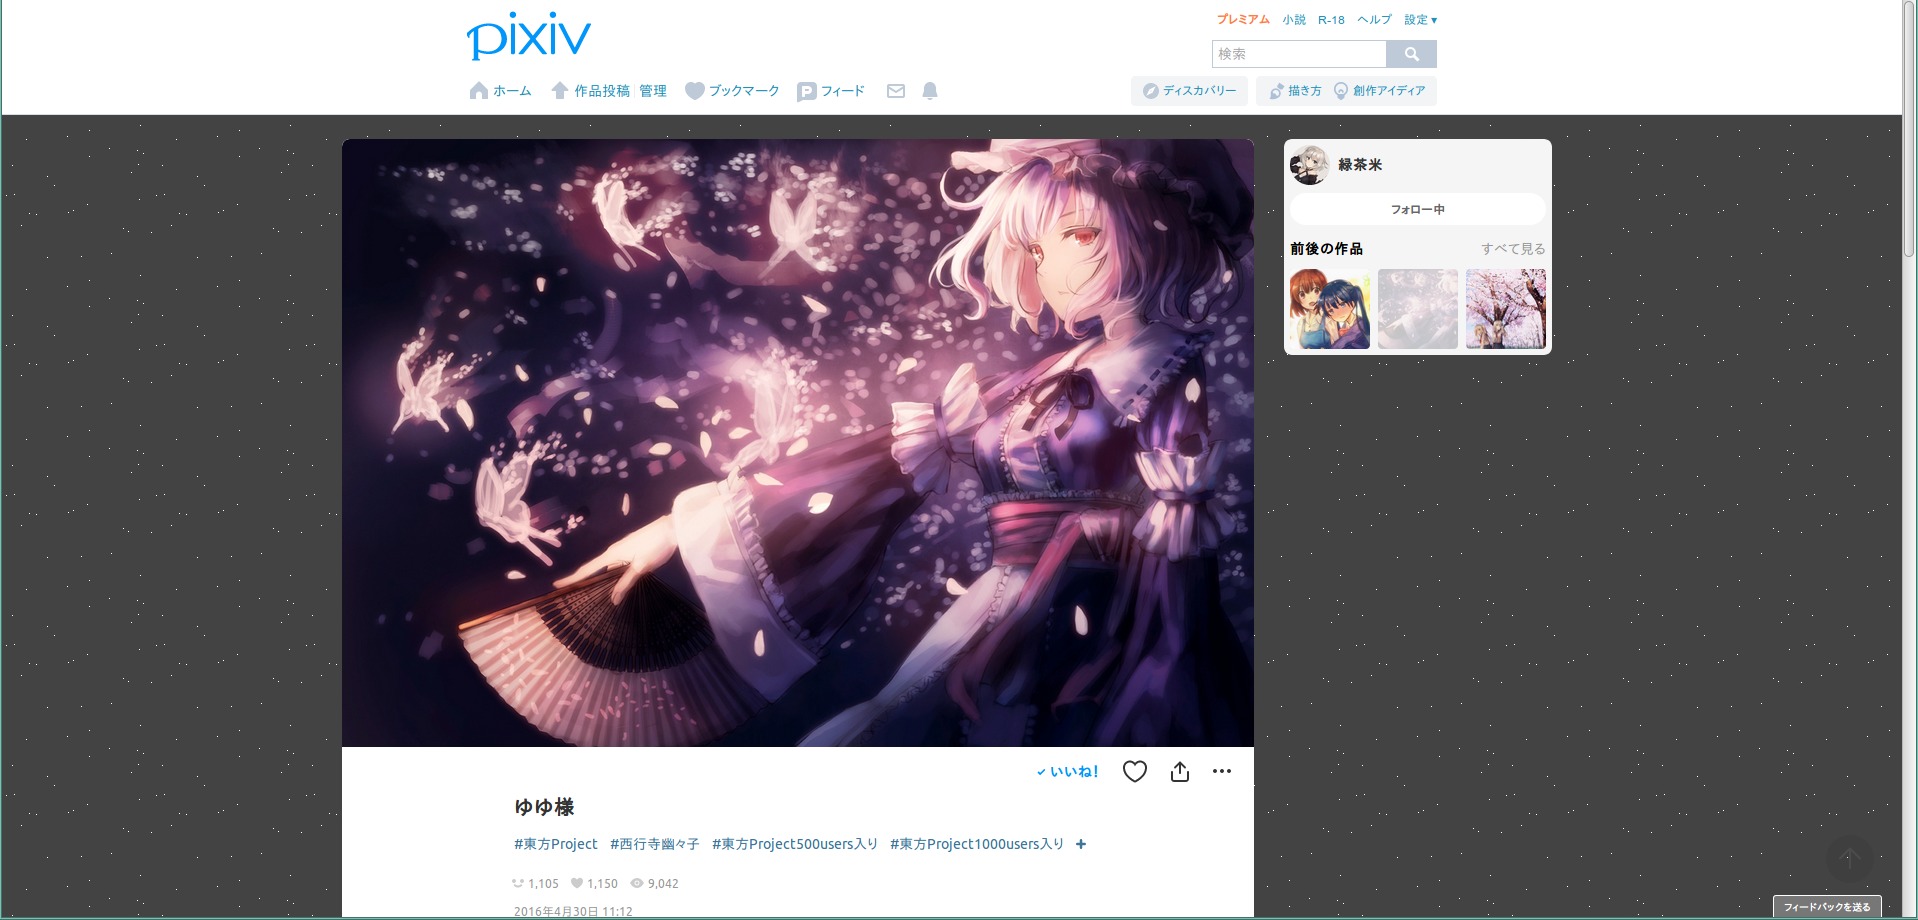 pixiv
プレミアム 小説 R-18 ヘルプ 設定 ▾
検索
ホーム 作品投稿 管理 ブックマーク フィード
ディスカバリー 描き方 創作アイディア
緑茶米
フォロー中
前後の作品 すべて見る
いいね!
ゆゆ様
#東方Project #西行寺幽々子 #東方Project500users入り #東方Project1000users入り +
1,105 1,150 9,042
2016年4月30日 11:12
フィードバックを送る